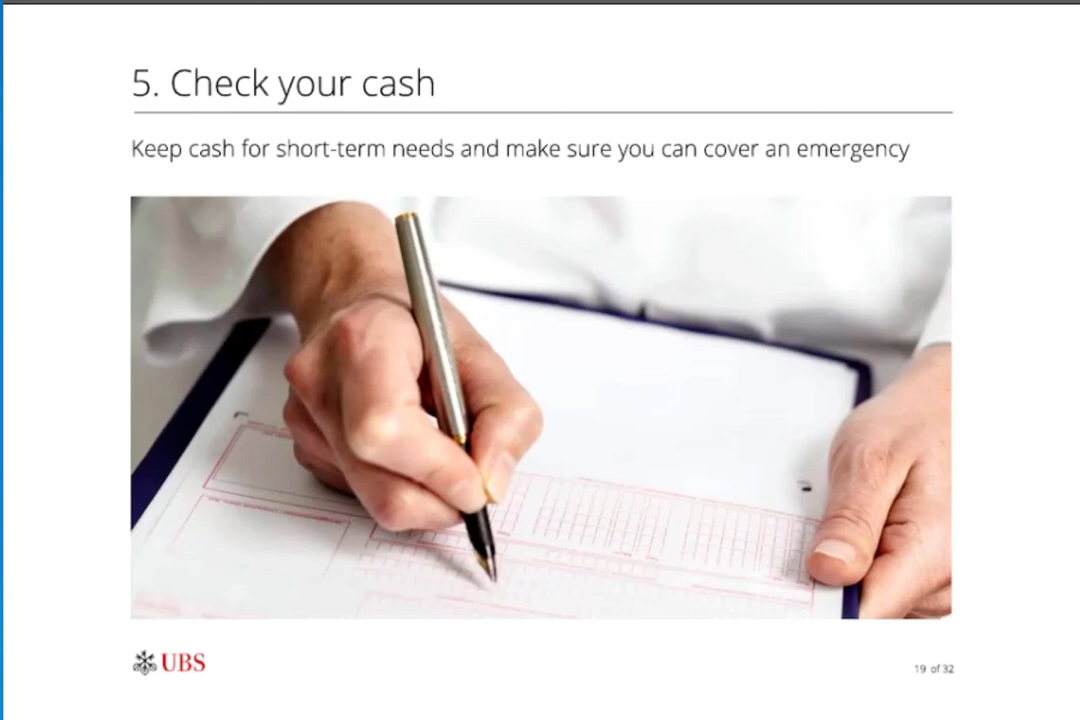 5. Check your cash
Keep cash for short-term needs and make sure you can cover an emergency
UBS
19 of 32